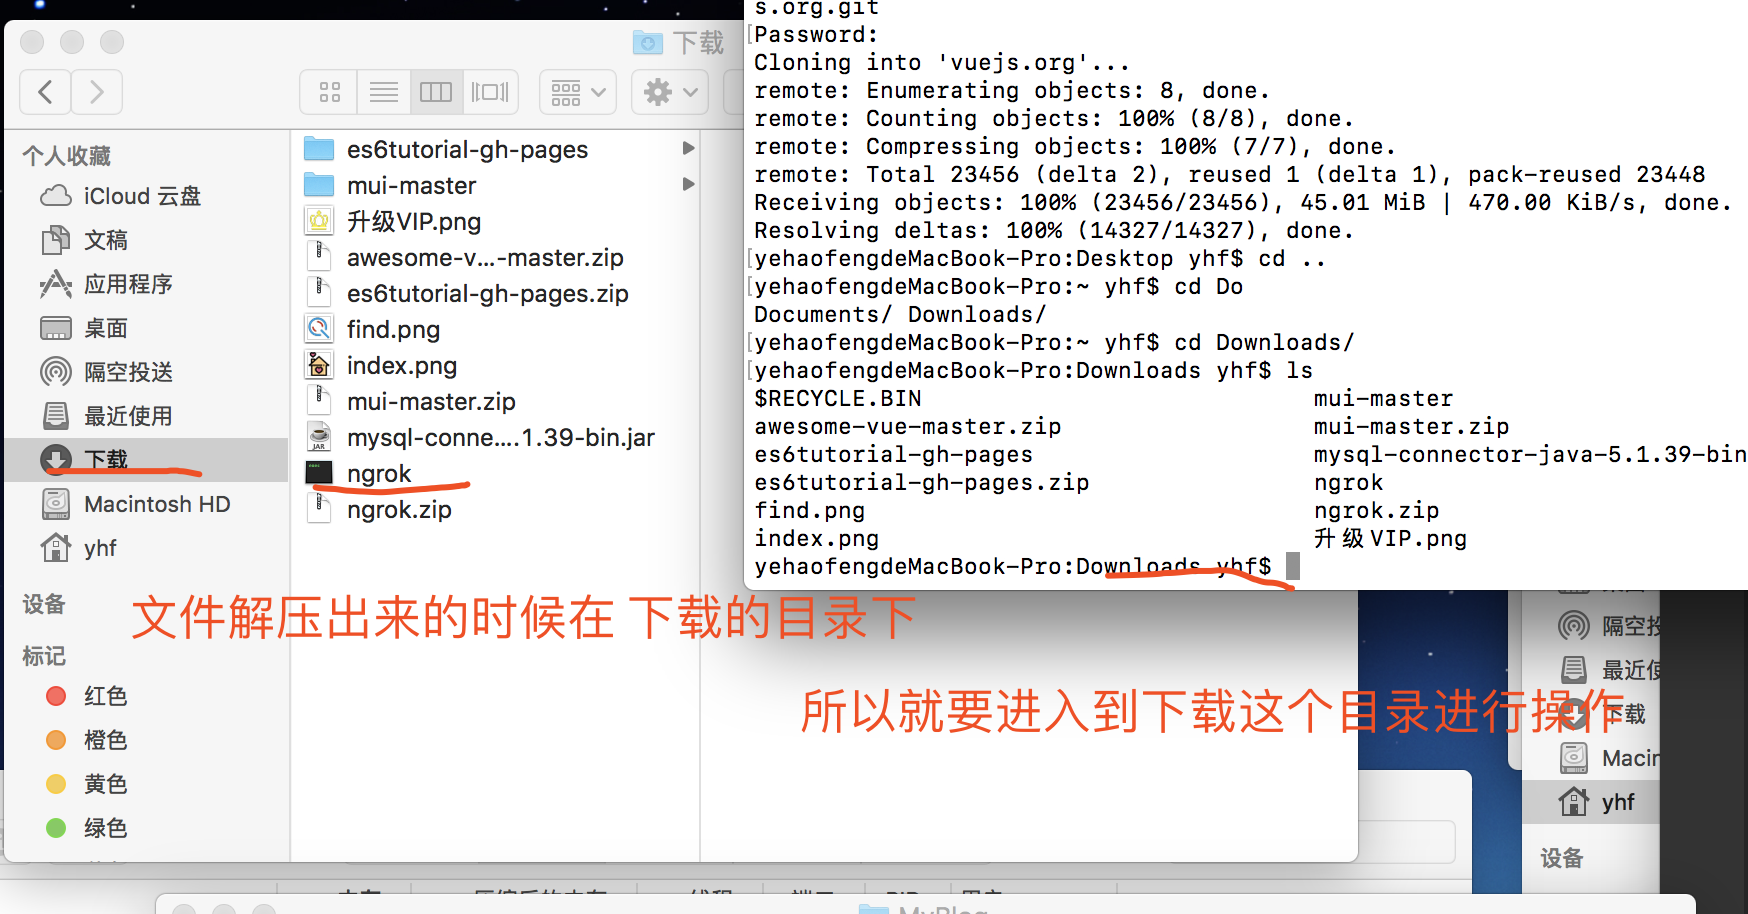 下载
个人收藏
iCloud 云盘
文稿
应用程序
桌面
隔空投送
最近使用
下载
Macintosh HD
yhf
设备
标记
红色
橙色
黄色
绿色
es6tutorial-gh-pages
mui-master
升级VIP.png
awesome-v...-master.zip
es6tutorial-gh-pages.zip
find.png
index.png
mui-master.zip
mysql-conne....1.39-bin.jar
ngrok
ngrok.zip
s.org.git
Password:
Cloning into 'vuejs.org'...
remote: Enumerating objects: 8, done.
remote: Counting objects: 100% (8/8), done.
remote: Compressing objects: 100% (7/7), done.
remote: Total 23456 (delta 2), reused 1 (delta 1), pack-reused 23448
Receiving objects: 100% (23456/23456), 45.01 MiB | 470.00 KiB/s, done.
Resolving deltas: 100% (14327/14327), done.
yehaofengdeMacBook-Pro:Desktop yhf$ cd ..
yehaofengdeMacBook-Pro:~ yhf$ cd Do
Documents/ Downloads/
yehaofengdeMacBook-Pro:~ yhf$ cd Downloads/
yehaofengdeMacBook-Pro:Downloads yhf$ ls
$RECYCLE.BIN mui-master
awesome-vue-master.zip mui-master.zip
es6tutorial-gh-pages mysql-connector-java-5.1.39-bin
es6tutorial-gh-pages.zip ngrok
find.png ngrok.zip
index.png 升级VIP.png
yehaofengdeMacBook-Pro:Downloads yhf$
文件解压出来的时候在 下载的目录下
所以就要进入到下载这个目录进行操作
隔空投
最近使
下载
Macin
yhf
设备
MyBlog